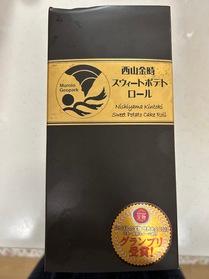 Muroto
Geopark
西山金時
スウィートポテト
ロール
Nishiyama Kintoki
Sweet Potato Cake Roll
グランプリ
受賞!